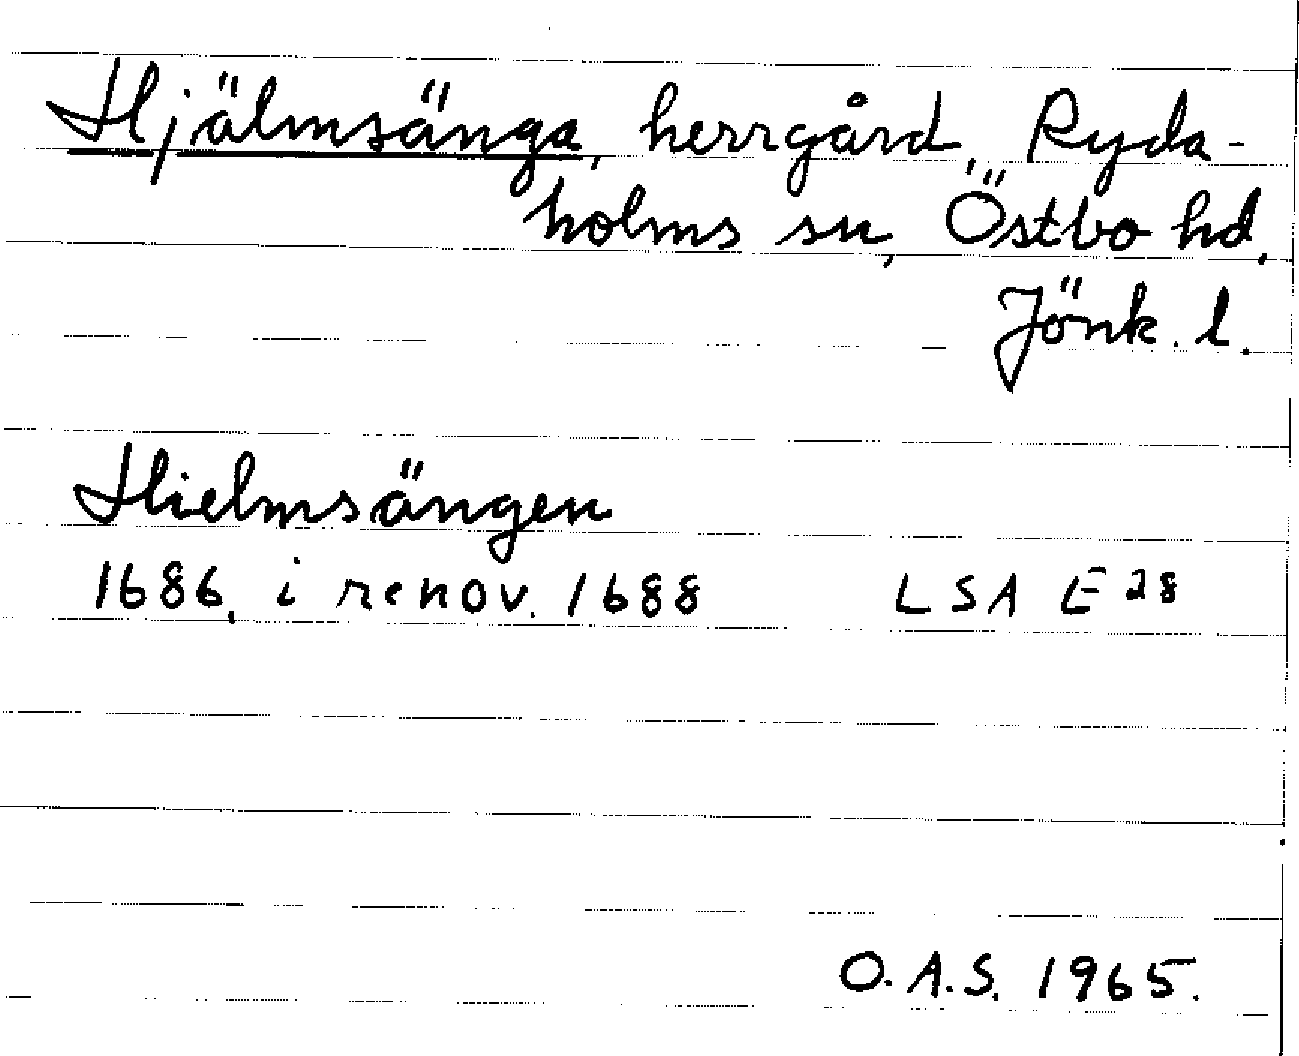 Hjälmsänga, herrgård, Ryda-
holms sn, Östbo hd,
Jönk. l.
Hielmsängen
1686, i renov. 1688 LSA E 28
O.A.S. 1965.